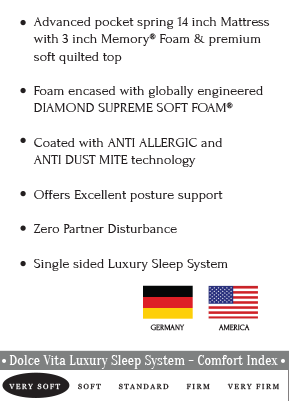 • Advanced pocket spring 14 inch Mattress
with 3 inch Memory® Foam & premium
soft quilted top
• Foam encased with globally engineered
DIAMOND SUPREME SOFT FOAM®
• Coated with ANTI ALLERGIC and
ANTI DUST MITE technology
• Offers Excellent posture support
• Zero Partner Disturbance
• Single sided Luxury Sleep System
GERMANY AMERICA
• Dolce Vita Luxury Sleep System – Comfort Index •
VERY SOFT SOFT STANDARD FIRM VERY FIRM